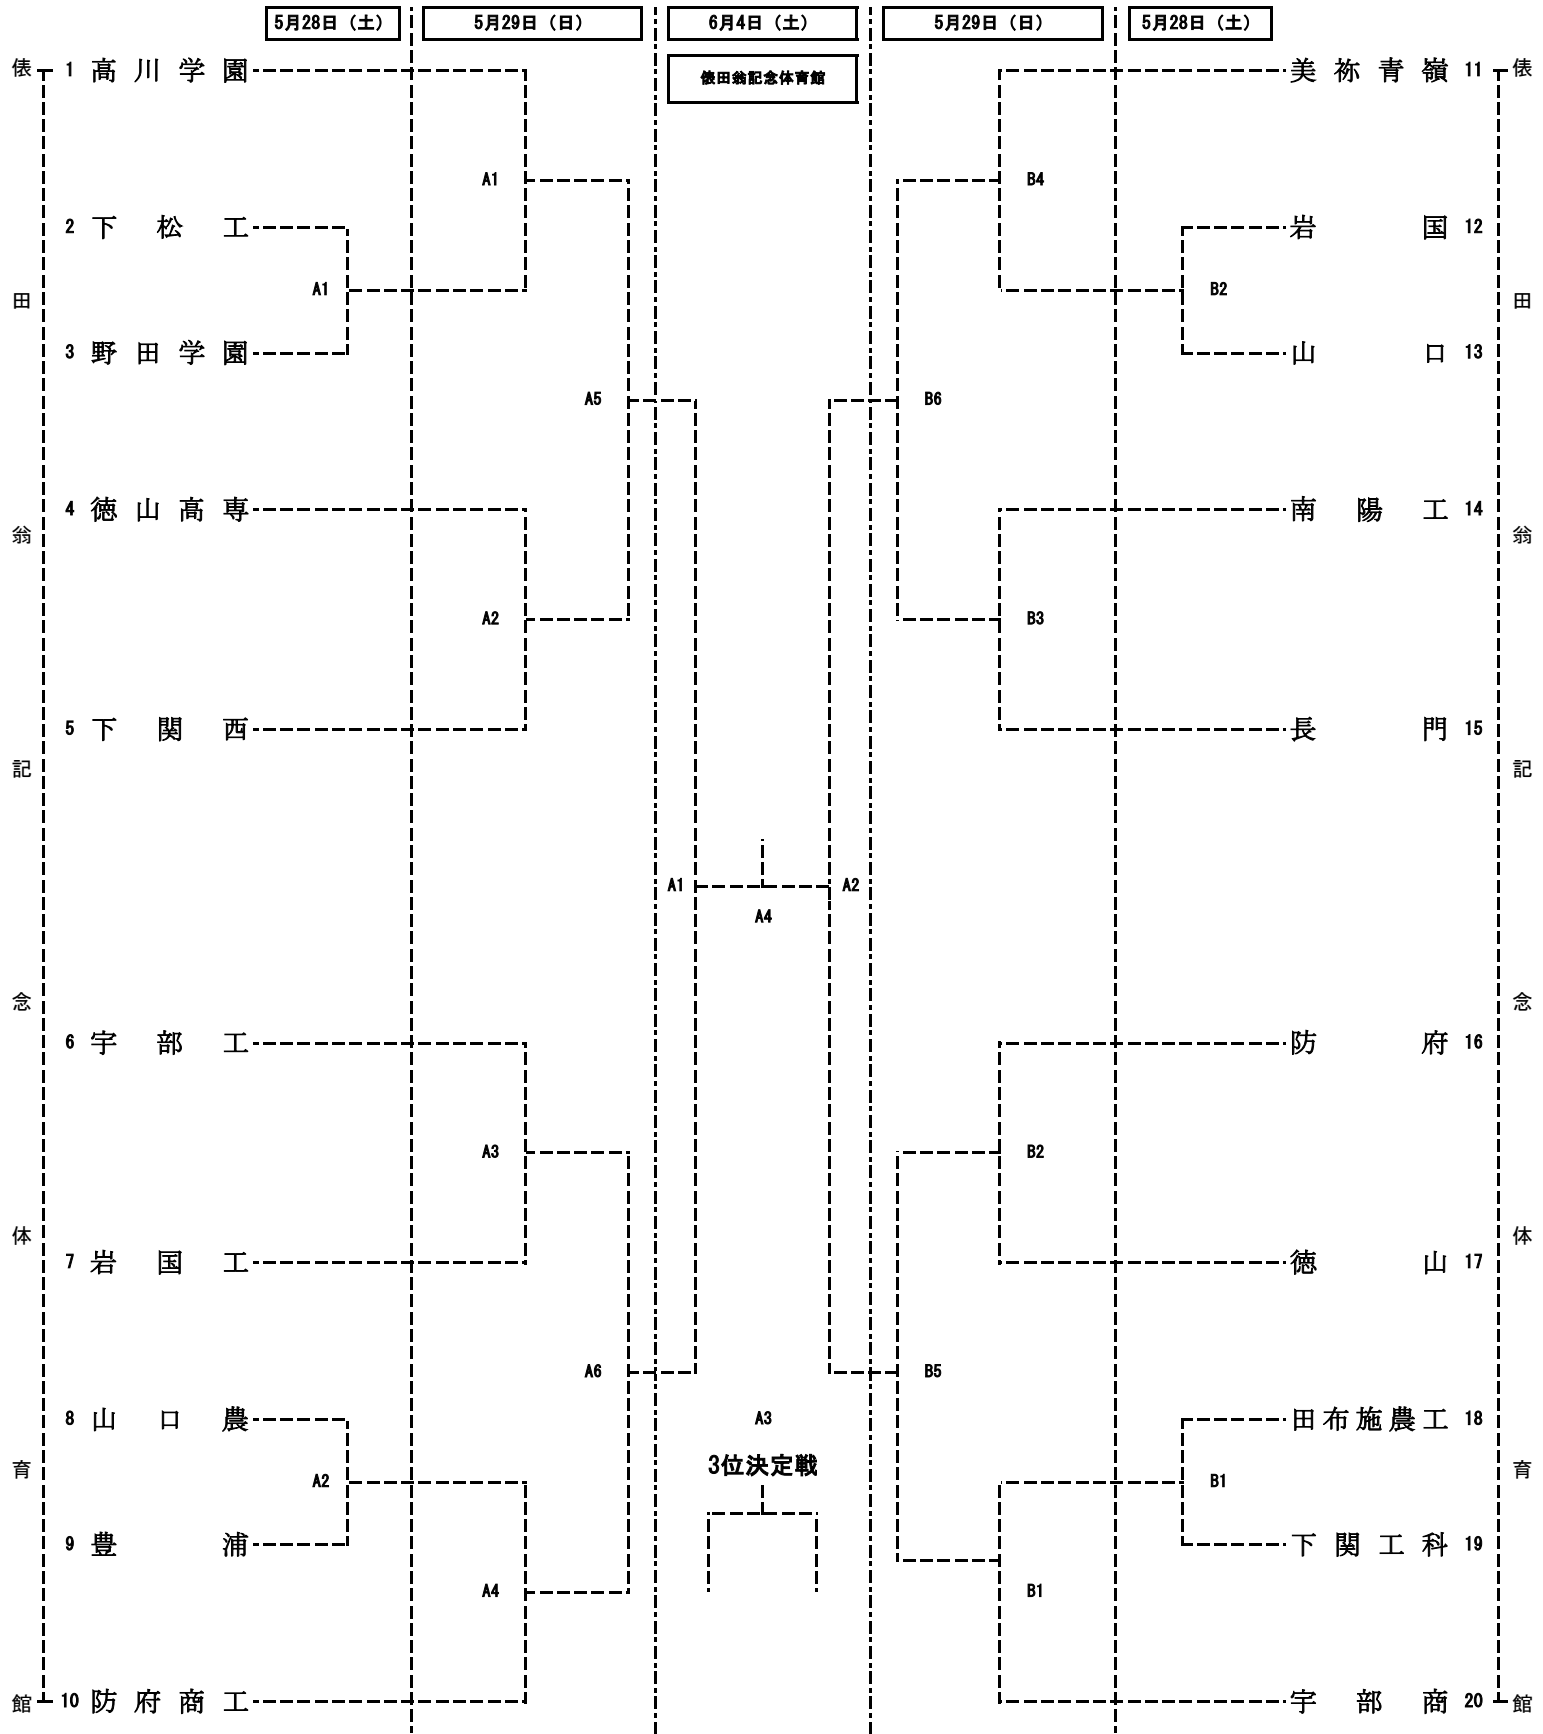 5月28日（土） 5月29日（日） 6月4日（土） 5月29日（日） 5月28日（土）
俵田翁記念体育館
俵田翁記念体育館
俵田翁記念体育館
1 高川学園
A1
2 下松工
A1
3 野田学園
A5
4 徳山高専
A2
5 下関西
A1
6 宇部工
A3
7 岩国工
A6
8 山口農
A2
9 豊浦
A4
10 防府商工
A4
A3
3位決定戦
美祢青嶺 11
B4
岩国 12
B2
山口 13
B6
南陽工 14
B3
長門 15
A2
防府 16
B2
徳山 17
B5
田布施農工 18
B1
下関工科 19
B1
宇部商 20